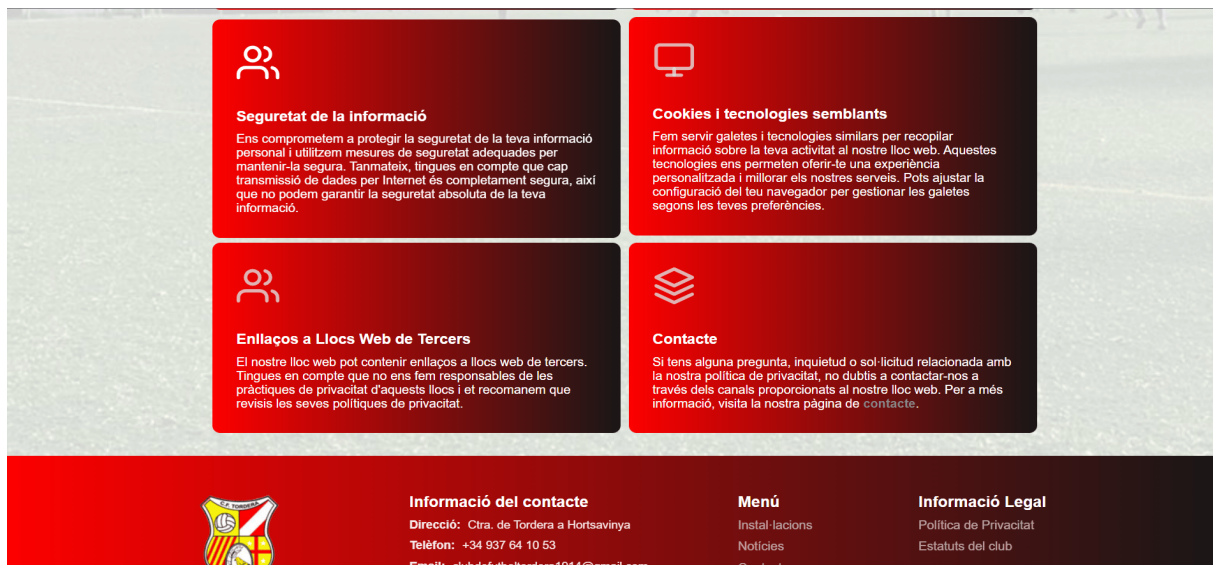 Seguretat de la informació
Ens comprometem a protegir la seguretat de la teva informació
personal i utilitzem mesures de seguretat adequades per
mantenir-la segura. Tanmateix, tingues en compte que cap
transmissió de dades per Internet és completament segura, així
que no podem garantir la seguretat absoluta de la teva
informació.
Cookies i tecnologies semblants
Fem servir galetes i tecnologies similars per recopilar
informació sobre la teva activitat al nostre lloc web. Aquestes
tecnologies ens permeten oferir-te una experiència
personalitzada i millorar els nostres serveis. Pots ajustar la
configuració del teu navegador per gestionar les galetes
segons les teves preferències.
Enllaços a Llocs Web de Tercers
El nostre lloc web pot contenir enllaços a llocs web de tercers.
Tingues en compte que no ens fem responsables de les
pràctiques de privacitat d'aquests llocs i et recomanem que
revisis les seves polítiques de privacitat.
Contacte
Si tens alguna pregunta, inquietud o sol·licitud relacionada amb
la nostra política de privacitat, no dubtis a contactar-nos a
través dels canals proporcionats al nostre lloc web. Per a més
informació, visita la nostra pàgina de contacte.
C.F. TORDERA
Informació del contacte
Direcció: Ctra. de Tordera a Hortsavinya
Telèfon: +34 937 64 10 53
Menú
Instal·lacions
Notícies
Informació Legal
Política de Privacitat
Estatuts del club